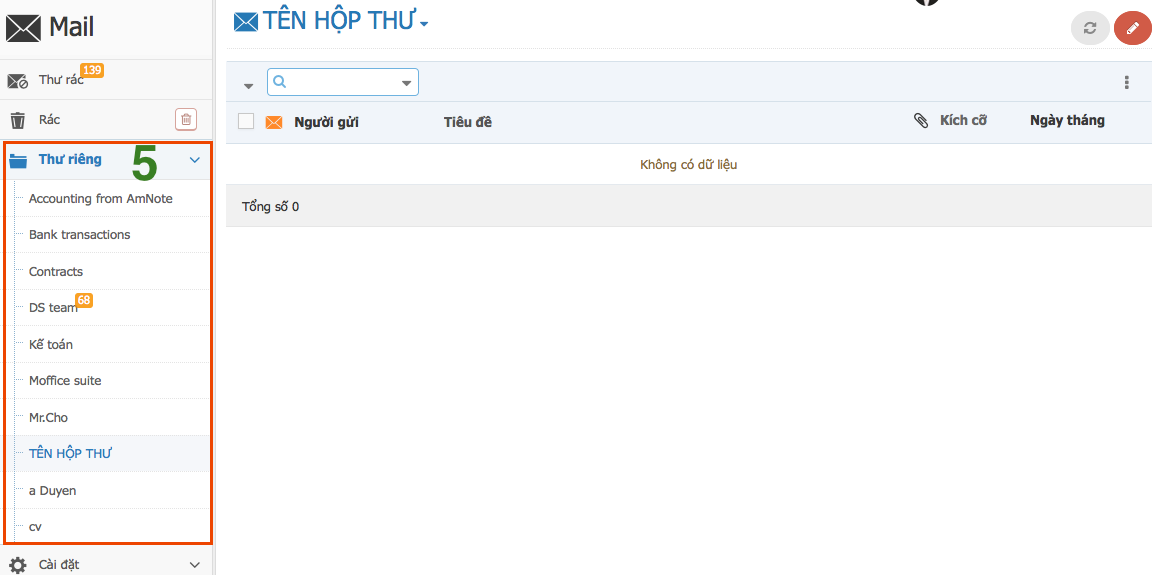 Mail
Thư rác 139
Rác
Thư riêng 5
Accounting from AmNote
Bank transactions
Contracts
DS team 68
Kế toán
Moffice suite
Mr.Cho
TÊN HỘP THƯ
a Duyen
cv
Cài đặt
TÊN HỘP THƯ
Người gửi Tiêu đề Kích cỡ Ngày tháng
Không có dữ liệu
Tổng số 0